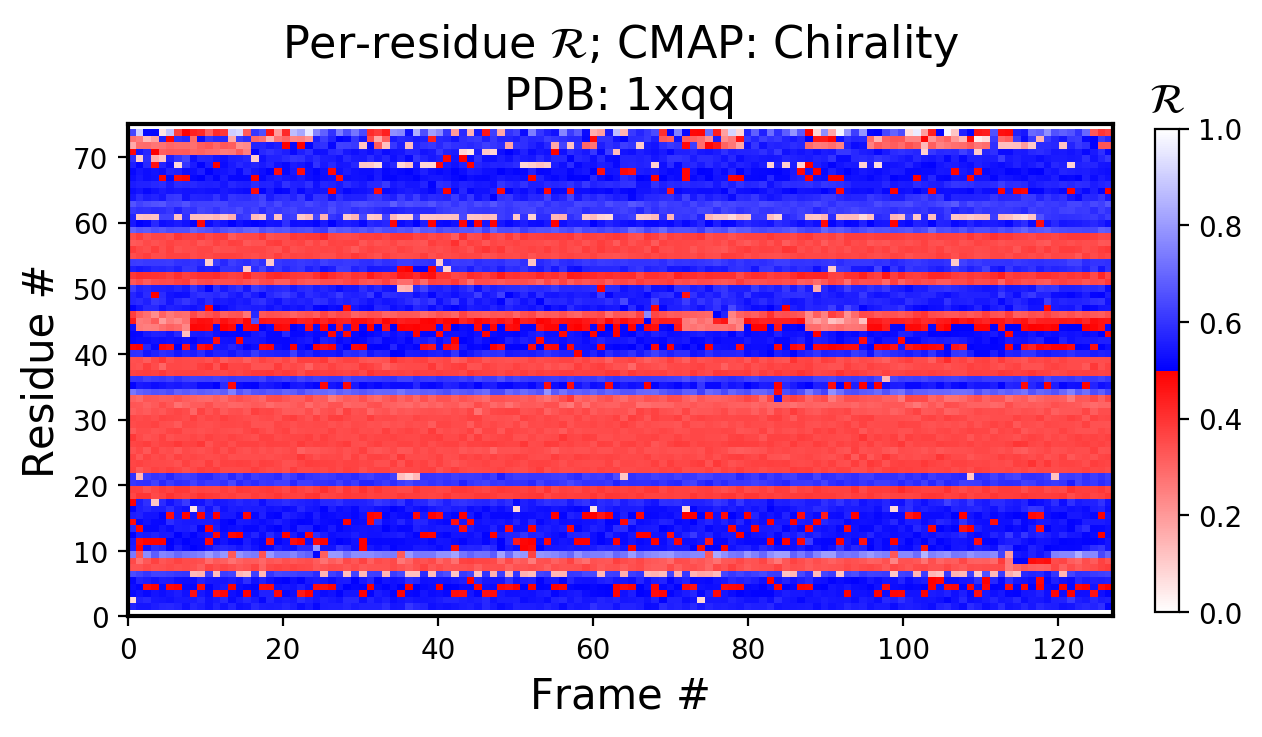 Per-residue ℛ; CMAP: Chirality
PDB: 1xqq
ℛ
1.0
0.8
0.6
0.4
0.2
0.0
70
60
50
40
30
20
10
0
Residue #
0 20 40 60 80 100 120
Frame #